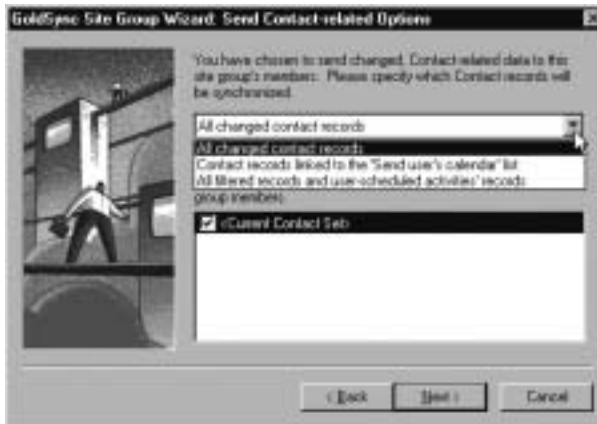 GoldSync Site Group Wizard: Send Contact-related Options
You have chosen to send changed, Contact-related data to this
site group's members. Please specify which Contact records will
be synchronized.
All changed contact records
All changed contact records
Contact records linked to the "Send user's calendar" list
All filtered records and user-scheduled activities' records
group members.
<Current Contact Set>
< Back
Next >
Cancel